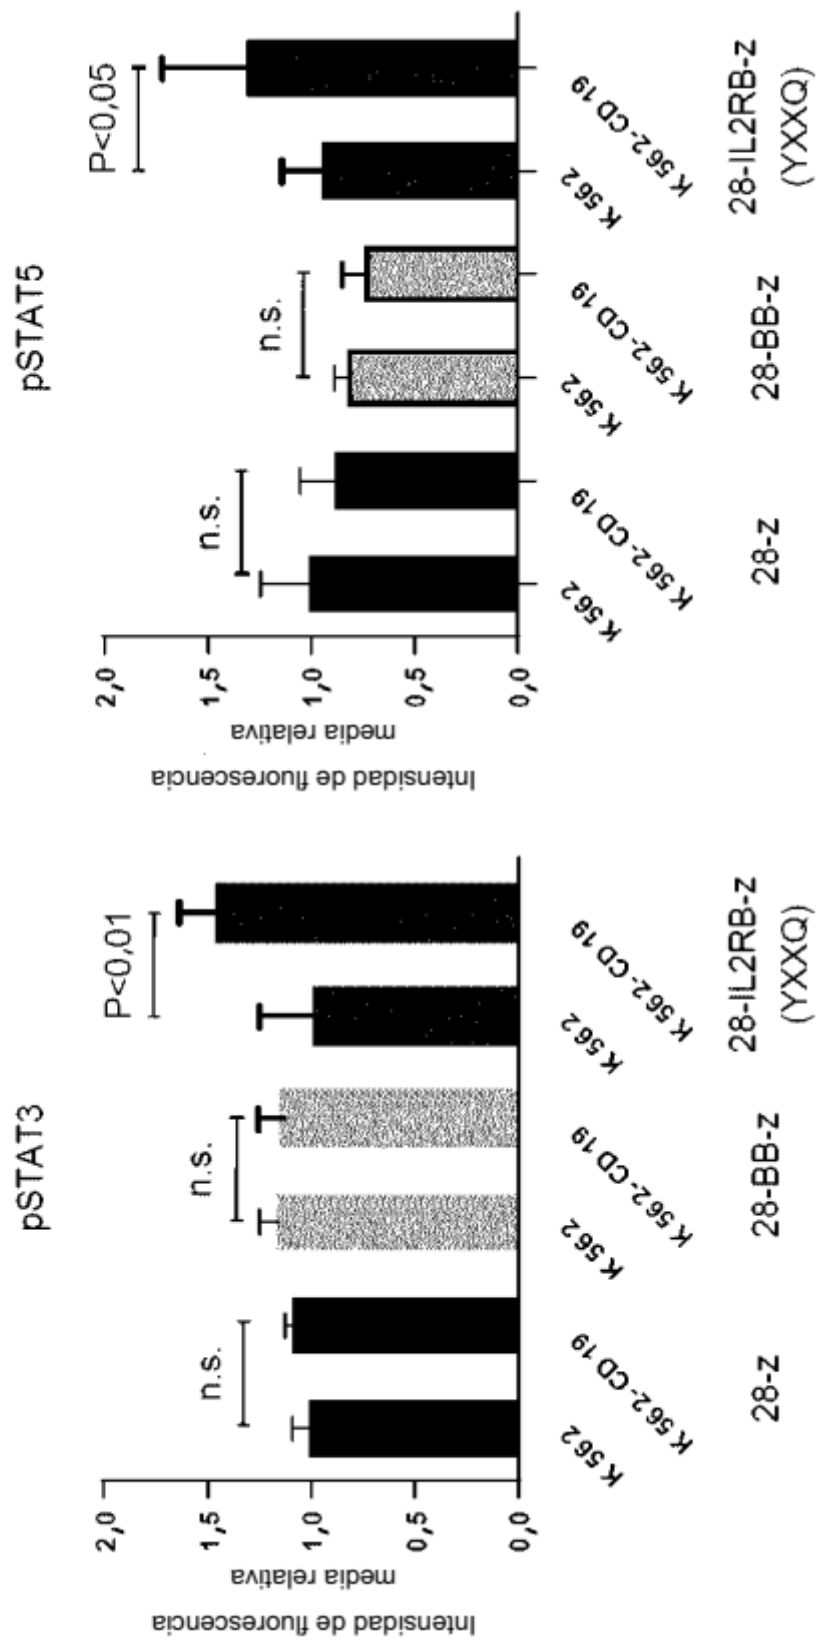 pSTAT3
Intensidad de fluorescencia
media relativa
2,0
1,5
1,0
0,5
0,0
n.s.
n.s.
P<0,01
K 562
K 562-CD 19
K 562
K 562-CD 19
K 562
K 562-CD 19
28-z
28-BB-z
28-IL2RB-z
(YXXQ)
pSTAT5
Intensidad de fluorescencia
media relativa
2,0
1,5
1,0
0,5
0,0
n.s.
n.s.
P<0,05
K 562
K 562-CD 19
K 562
K 562-CD 19
K 562
K 562-CD 19
28-z
28-BB-z
28-IL2RB-z
(YXXQ)